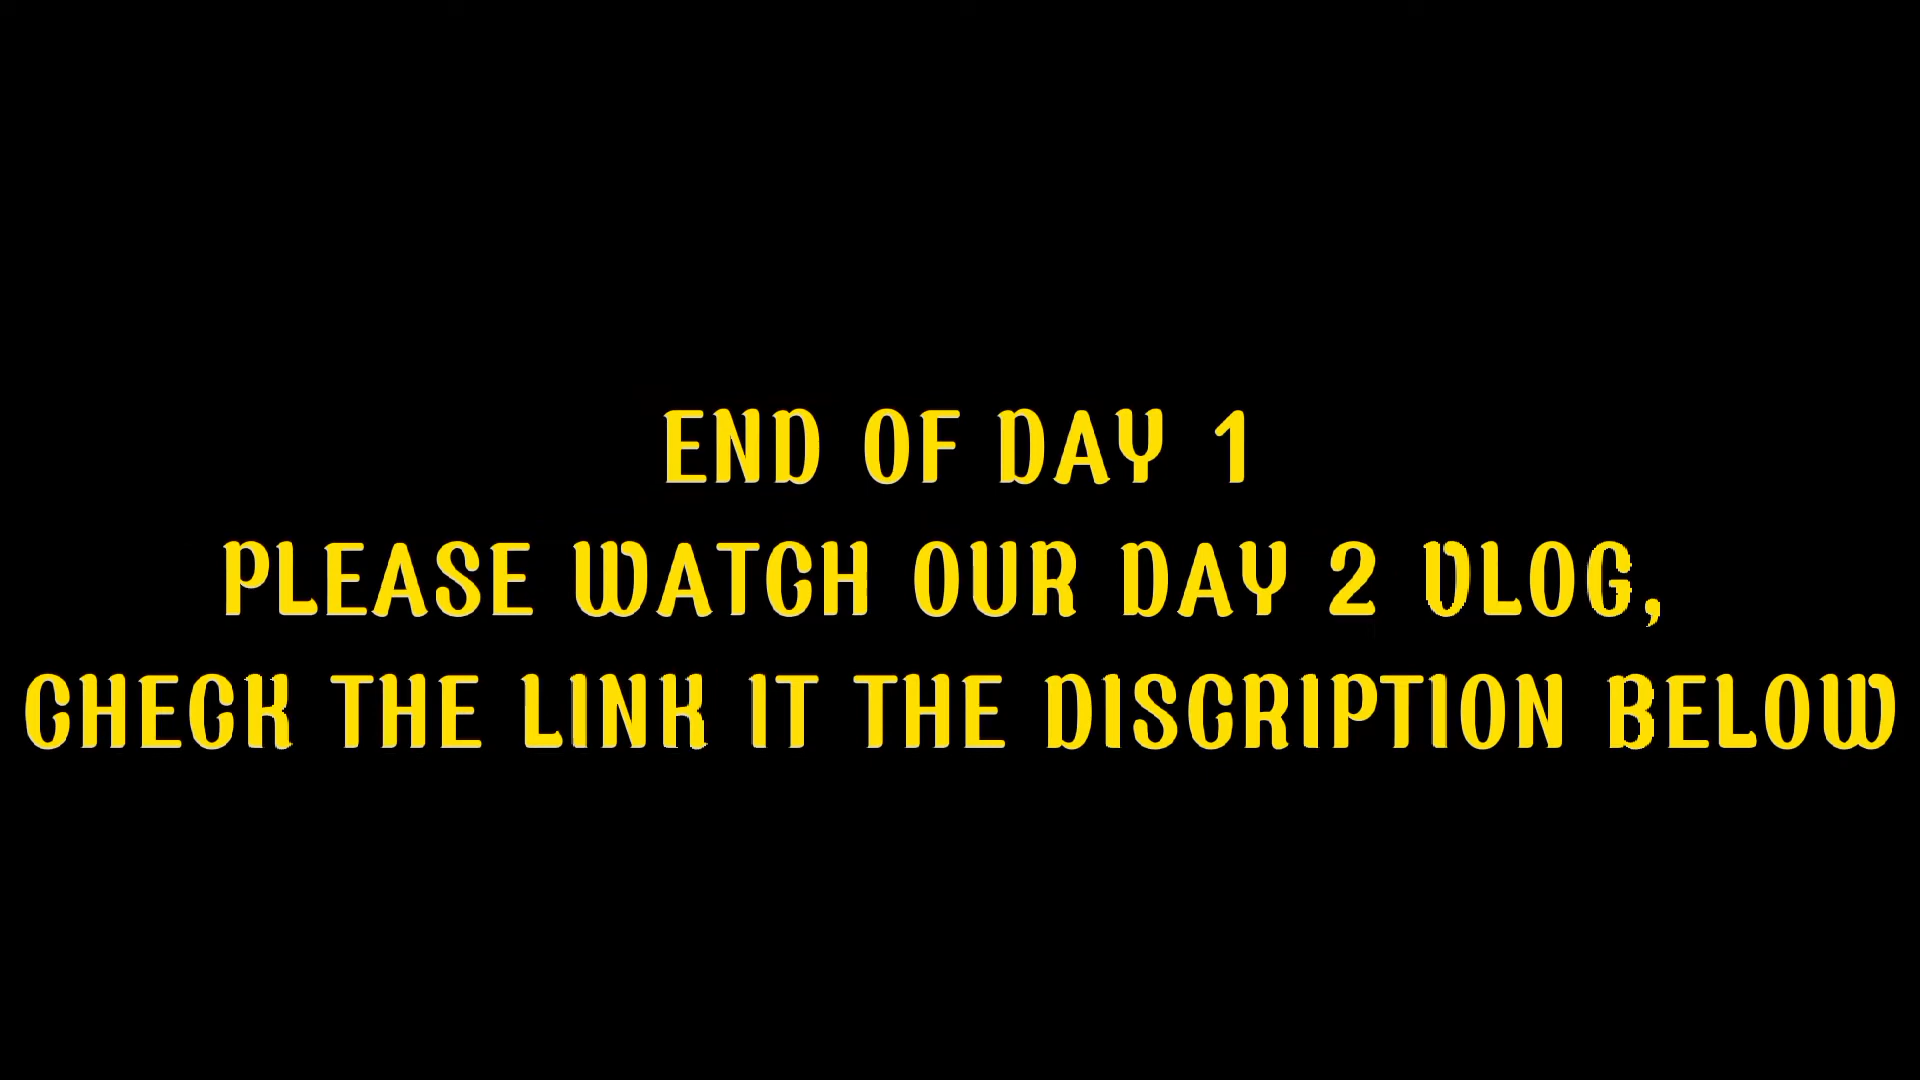 END OF DAY 1
PLEASE WATCH OUR DAY 2 VLOG,
CHECK THE LINK IT THE DISCRIPTION BELOW